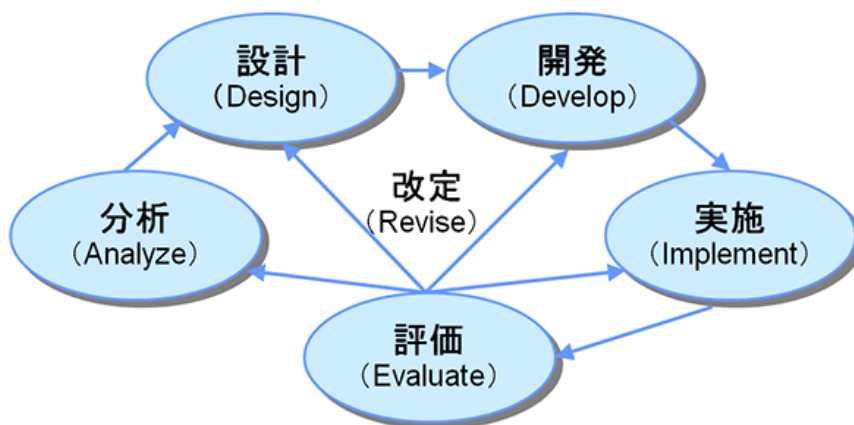 設計
（Design）
開発
（Develop）
改定
（Revise）
分析
（Analyze）
実施
（Implement）
評価
（Evaluate）